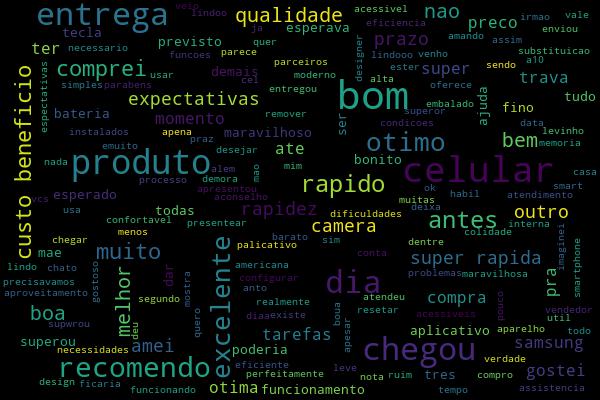 veio
acessivel
vale
entrega
lindoo
qualidade
eficiencia
nao
preco
irmao
ja
esperava
amando
assim
enviou
tecla
previsto
quer
prazo
substituicao
ter
necessario
funcoes
parece
designer
lindooo
venho
a10
espectativas
comprei
usar
demais
parceiros
ester
super
sendo
trava
simples
parabens
cel
moderno
alta
oferece
expectativas
entregou
bom
embalado
ajuda
fino
tudo
bateria
momento
remover
ser
superor
data
levinho
instalados
apena
maravilhoso
condicoes
memoria
custo beneficio
emuito
praz
ate
otimo
bem
nada
produto
desejar
mim
bonito
celular
casa
alem
processo
demora
mao
rapido
ok
habil
smart
vcs
esperado
apresentou
aconselho
muitas
atendimento
usa
todas
rapidez
deixa
antes
outro
confortavel
presentear
dificuldades
colidade
interna
menos
camera
chegar
muito
excelente
palicativo
barato
sim
dentre
imaginei
smartphone
mae
conta
lindo
chato
gostoso
melhor
dar
americana
super rapida
pra
precisavamos
configurar
dia
problemas
maravilhosa
aproveitamento
segundo
mostra
anto
atendeu
compra
pouco
boa
deu
quero
realmente
resetar
acessiveis
vendedor
supwrou
diaaexiste
boua
util
superou
tarefas
apesar
aplicativo
aparelho
todo
necessidades
amei
poderia
chegou
samsung
recomendo
eficiente
verdade
perfeitamente
leve
gostei
design
ficaria
funcionando
otima
funcionamento
nota
ruim
tres
compro
tempo
assistencia